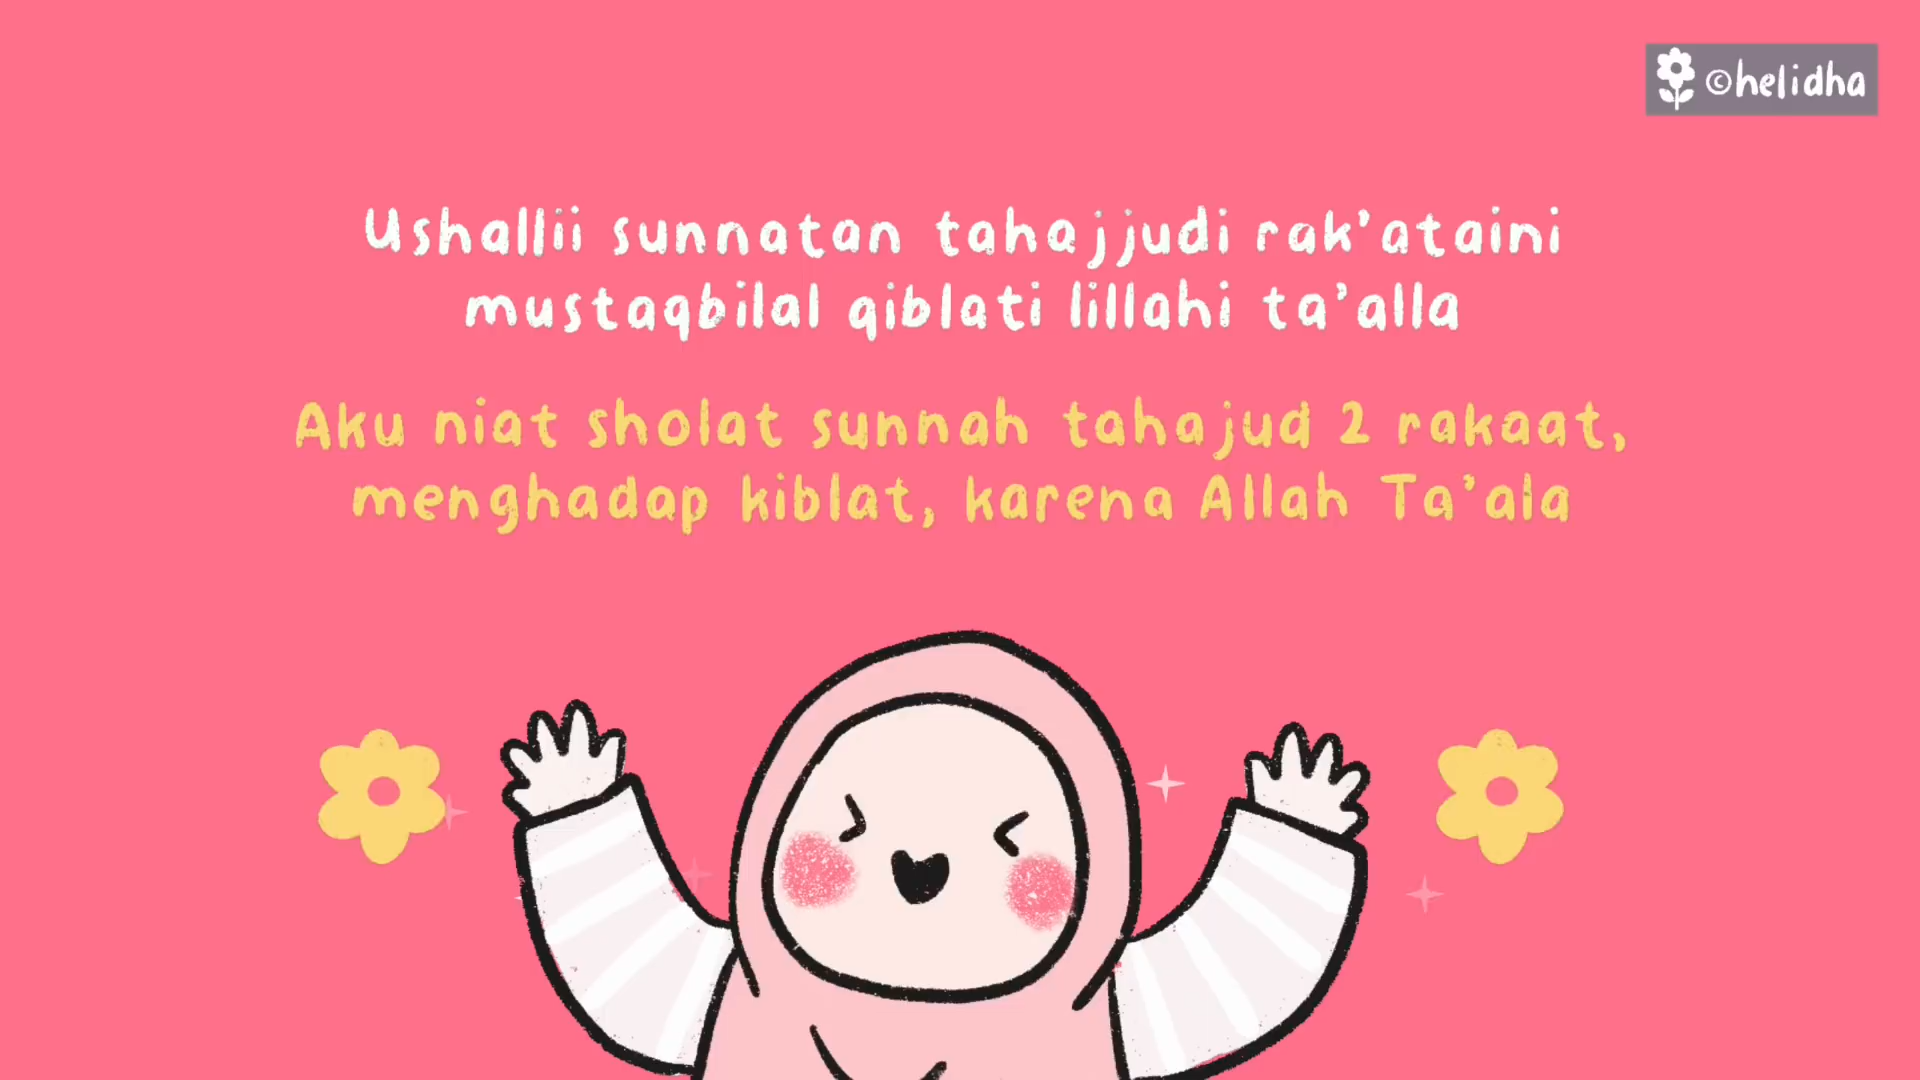 ©helidha
Ushallii sunnatan tahajjudi rak'ataini
mustaqbilal qiblati lillahi ta'alla
Aku niat sholat sunnah tahajud 2 rakaat,
menghadap kiblat, karena Allah Ta'ala